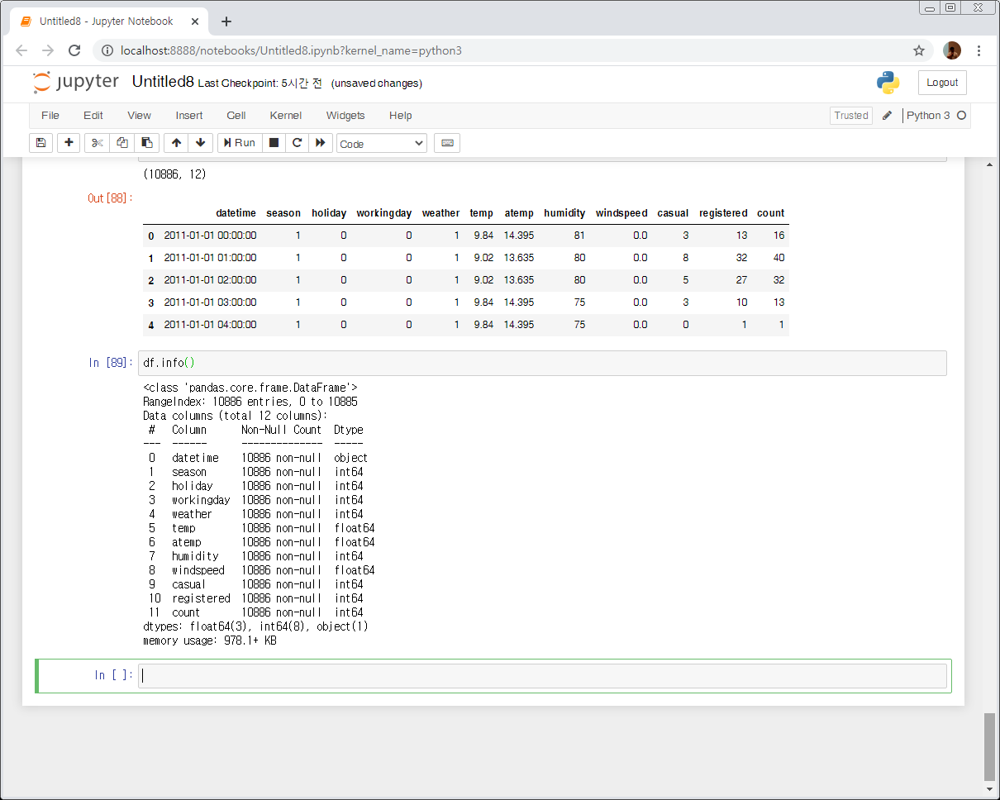 Untitled8 - Jupyter Notebook
localhost:8888/notebooks/Untitled8.ipynb?kernel_name=python3
jupyter Untitled8 Last Checkpoint: 5시간 전 (unsaved changes) Logout
File Edit View Insert Cell Kernel Widgets Help Trusted Python 3
Run Code
(10886, 12)
Out[88]:
datetime season holiday workingday weather temp atemp humidity windspeed casual registered count
0 2011-01-01 00:00:00 1 0 0 1 9.84 14.395 81 0.0 3 13 16
1 2011-01-01 01:00:00 1 0 0 1 9.02 13.635 80 0.0 8 32 40
2 2011-01-01 02:00:00 1 0 0 1 9.02 13.635 80 0.0 5 27 32
3 2011-01-01 03:00:00 1 0 0 1 9.84 14.395 75 0.0 3 10 13
4 2011-01-01 04:00:00 1 0 0 1 9.84 14.395 75 0.0 0 1 1
In [89]: df.info()
<class 'pandas.core.frame.DataFrame'>
RangeIndex: 10886 entries, 0 to 10885
Data columns (total 12 columns):
# Column Non-Null Count Dtype
--- ------ -------------- -----
0 datetime 10886 non-null object
1 season 10886 non-null int64
2 holiday 10886 non-null int64
3 workingday 10886 non-null int64
4 weather 10886 non-null int64
5 temp 10886 non-null float64
6 atemp 10886 non-null float64
7 humidity 10886 non-null int64
8 windspeed 10886 non-null float64
9 casual 10886 non-null int64
10 registered 10886 non-null int64
11 count 10886 non-null int64
dtypes: float64(3), int64(8), object(1)
memory usage: 978.1+ KB
In [ ]: